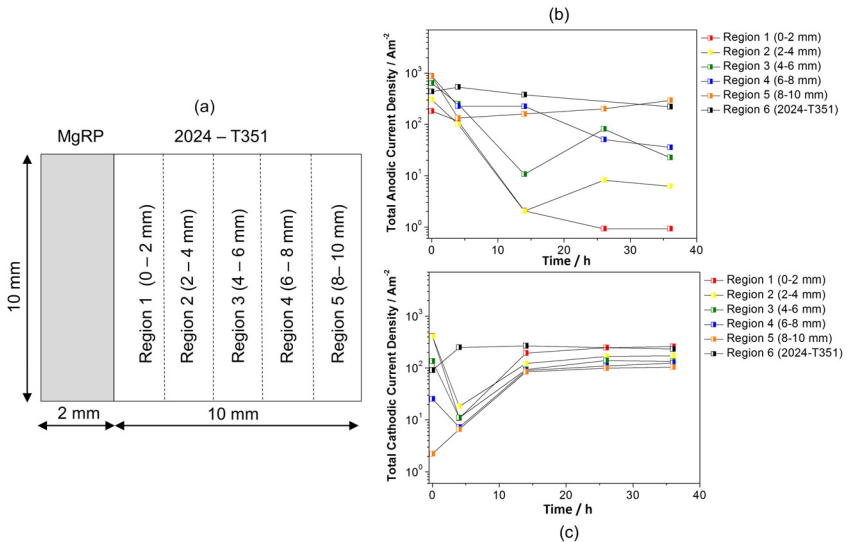 (a)
MgRP
2024 – T351
10 mm
Region 1 (0 – 2 mm)
Region 2 (2 – 4 mm)
Region 3 (4 – 6 mm)
Region 4 (6 – 8 mm)
Region 5 (8– 10 mm)
2 mm
10 mm
(b)
Total Anodic Current Density / Am⁻²
10³
10²
10¹
10⁰
0
10
20
30
40
Time / h
Region 1 (0-2 mm)
Region 2 (2-4 mm)
Region 3 (4-6 mm)
Region 4 (6-8 mm)
Region 5 (8-10 mm)
Region 6 (2024-T351)
Total Cathodic Current Density / Am⁻²
10³
10²
10¹
10⁰
0
10
20
30
40
Time / h
Region 1 (0-2 mm)
Region 2 (2-4 mm)
Region 3 (4-6 mm)
Region 4 (6-8 mm)
Region 5 (8-10 mm)
Region 6 (2024-T351)
(c)